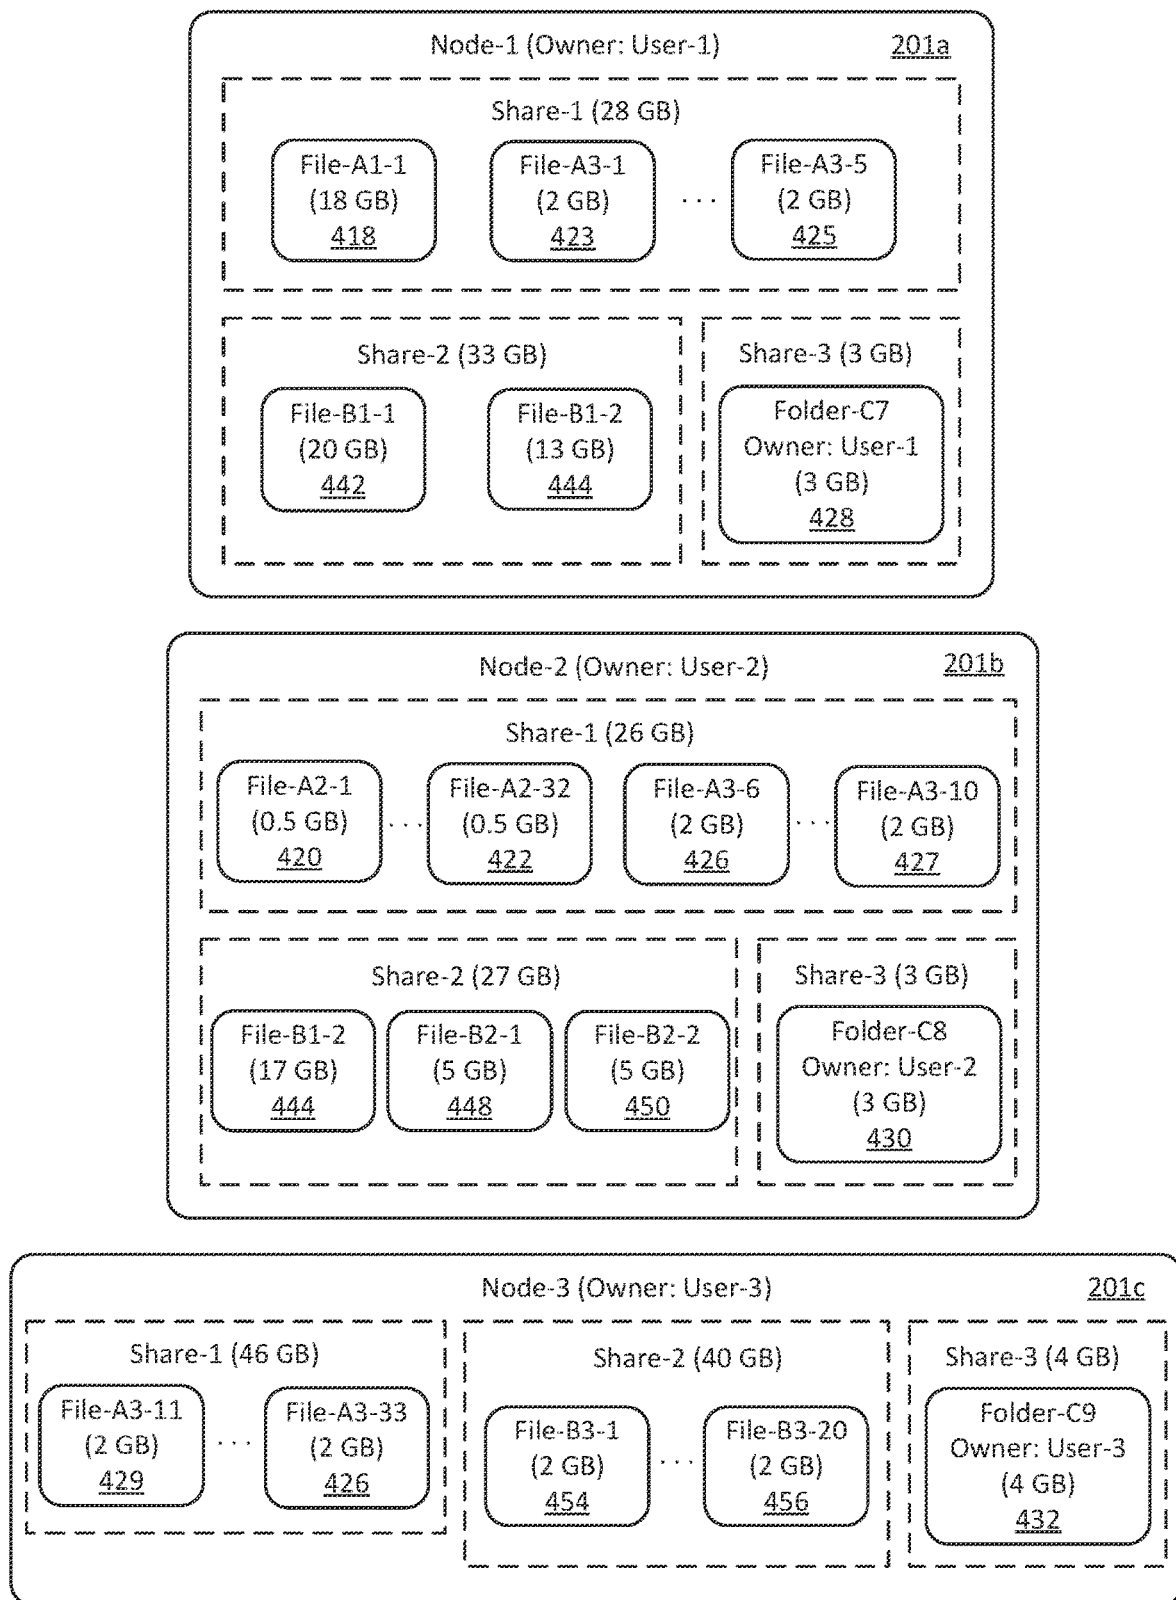 Node-1 (Owner: User-1) 201a
Share-1 (28 GB)
File-A1-1 File-A3-1 File-A3-5
(18 GB) (2 GB) . . . (2 GB)
418 423 425
Share-2 (33 GB) Share-3 (3 GB)
File-B1-1 File-B1-2 Folder-C7
(20 GB) (13 GB) Owner: User-1
442 444 (3 GB)
428
Node-2 (Owner: User-2) 201b
Share-1 (26 GB)
File-A2-1 File-A2-32 File-A3-6 File-A3-10
(0.5 GB) . . . (0.5 GB) (2 GB) . . . (2 GB)
420 422 426 427
Share-2 (27 GB) Share-3 (3 GB)
File-B1-2 File-B2-1 File-B2-2 Folder-C8
(17 GB) (5 GB) (5 GB) Owner: User-2
444 448 450 (3 GB)
430
Node-3 (Owner: User-3) 201c
Share-1 (46 GB) Share-2 (40 GB) Share-3 (4 GB)
File-A3-11 File-A3-33 File-B3-1 File-B3-20 Folder-C9
(2 GB) . . . (2 GB) (2 GB) . . . (2 GB) Owner: User-3
429 426 454 456 (4 GB)
432